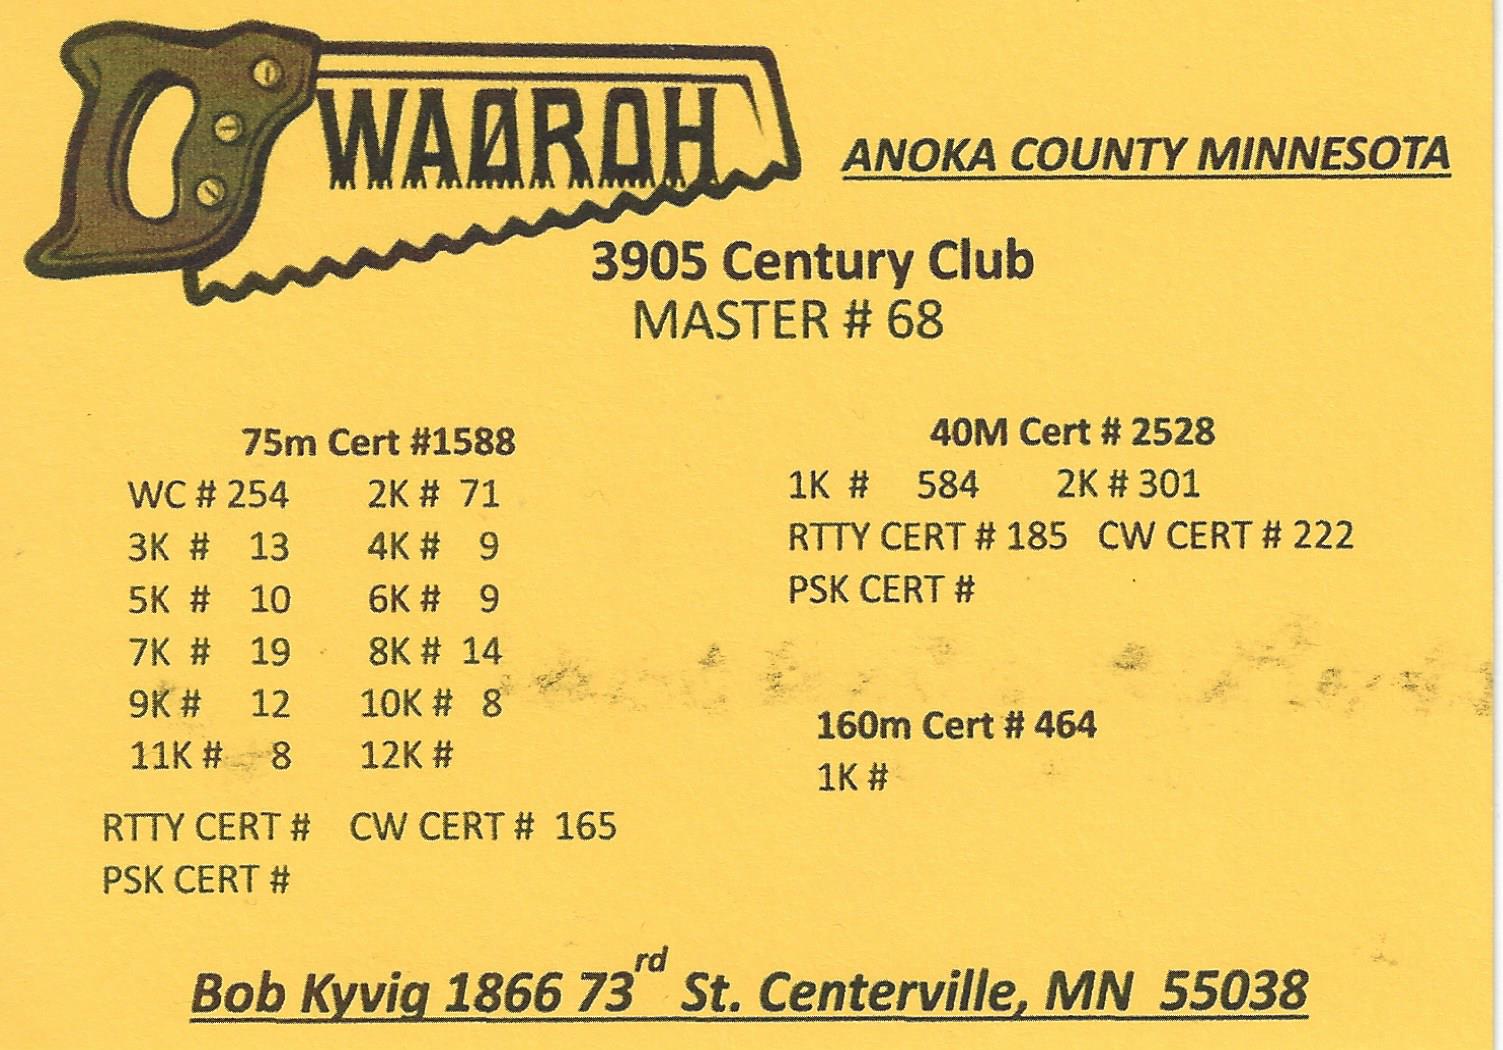 WAØROH
ANOKA COUNTY MINNESOTA
3905 Century Club
MASTER # 68
75m Cert #1588
WC # 254 2K # 71
3K # 13 4K # 9
5K # 10 6K # 9
7K # 19 8K # 14
9K # 12 10K # 8
11K # 8 12K #
RTTY CERT # CW CERT # 165
PSK CERT #
40M Cert # 2528
1K # 584 2K # 301
RTTY CERT # 185 CW CERT # 222
PSK CERT #
160m Cert # 464
1K #
Bob Kyvig 1866 73rd St. Centerville, MN 55038